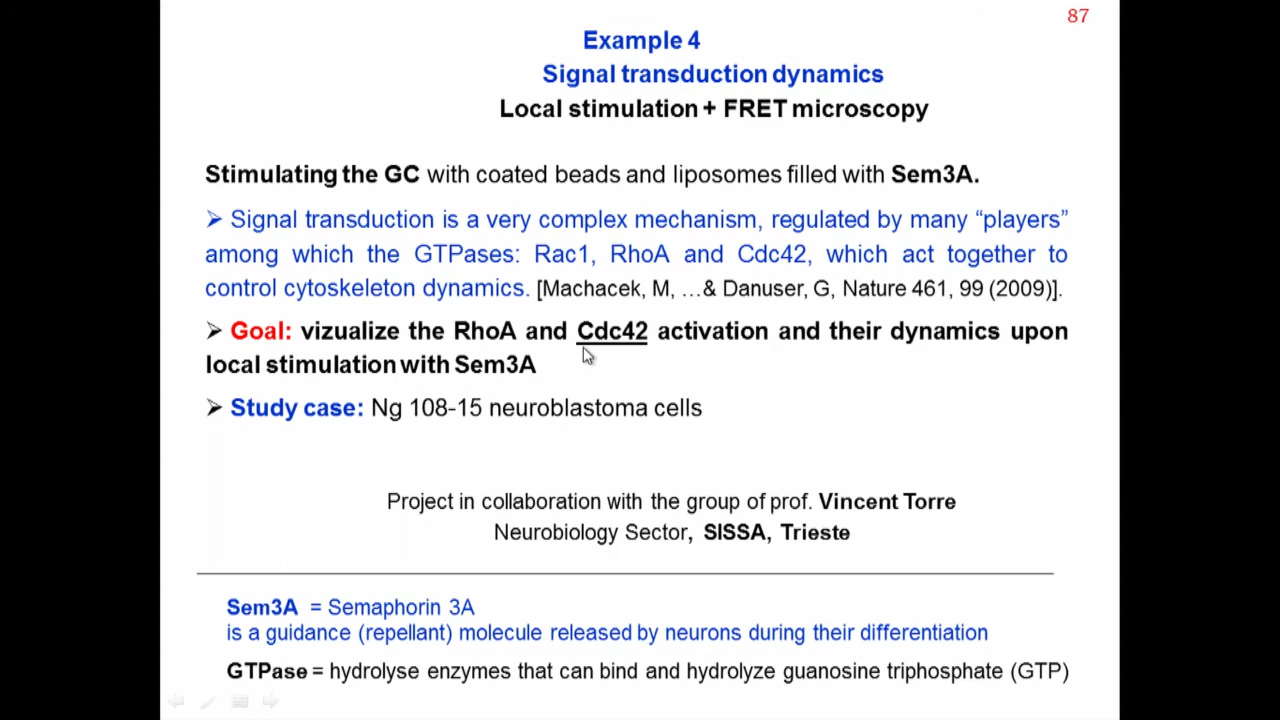 87
Example 4
Signal transduction dynamics
Local stimulation + FRET microscopy
Stimulating the GC with coated beads and liposomes filled with Sem3A.
➢ Signal transduction is a very complex mechanism, regulated by many “players”
among which the GTPases: Rac1, RhoA and Cdc42, which act together to
control cytoskeleton dynamics. [Machacek, M, …& Danuser, G, Nature 461, 99 (2009)].
➢ Goal: vizualize the RhoA and Cdc42 activation and their dynamics upon
local stimulation with Sem3A
➢ Study case: Ng 108-15 neuroblastoma cells
Project in collaboration with the group of prof. Vincent Torre
Neurobiology Sector, SISSA, Trieste
Sem3A = Semaphorin 3A
is a guidance (repellant) molecule released by neurons during their differentiation
GTPase = hydrolyse enzymes that can bind and hydrolyze guanosine triphosphate (GTP)